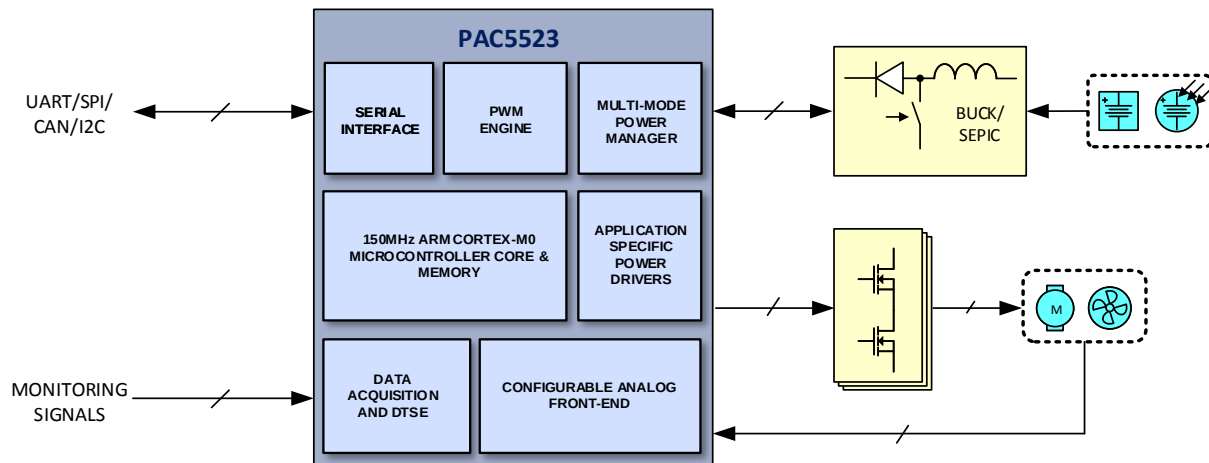 PAC5523
UART/SPI/
CAN/I2C
SERIAL
INTERFACE
PWM
ENGINE
MULTI-MODE
POWER
MANAGER
BUCK/
SEPIC
150MHz ARM CORTEX-M0
MICROCONTROLLER CORE &
MEMORY
APPLICATION
SPECIFIC
POWER
DRIVERS
M
MONITORING
SIGNALS
DATA
ACQUISITION
AND DTSE
CONFIGURABLE ANALOG
FRONT-END